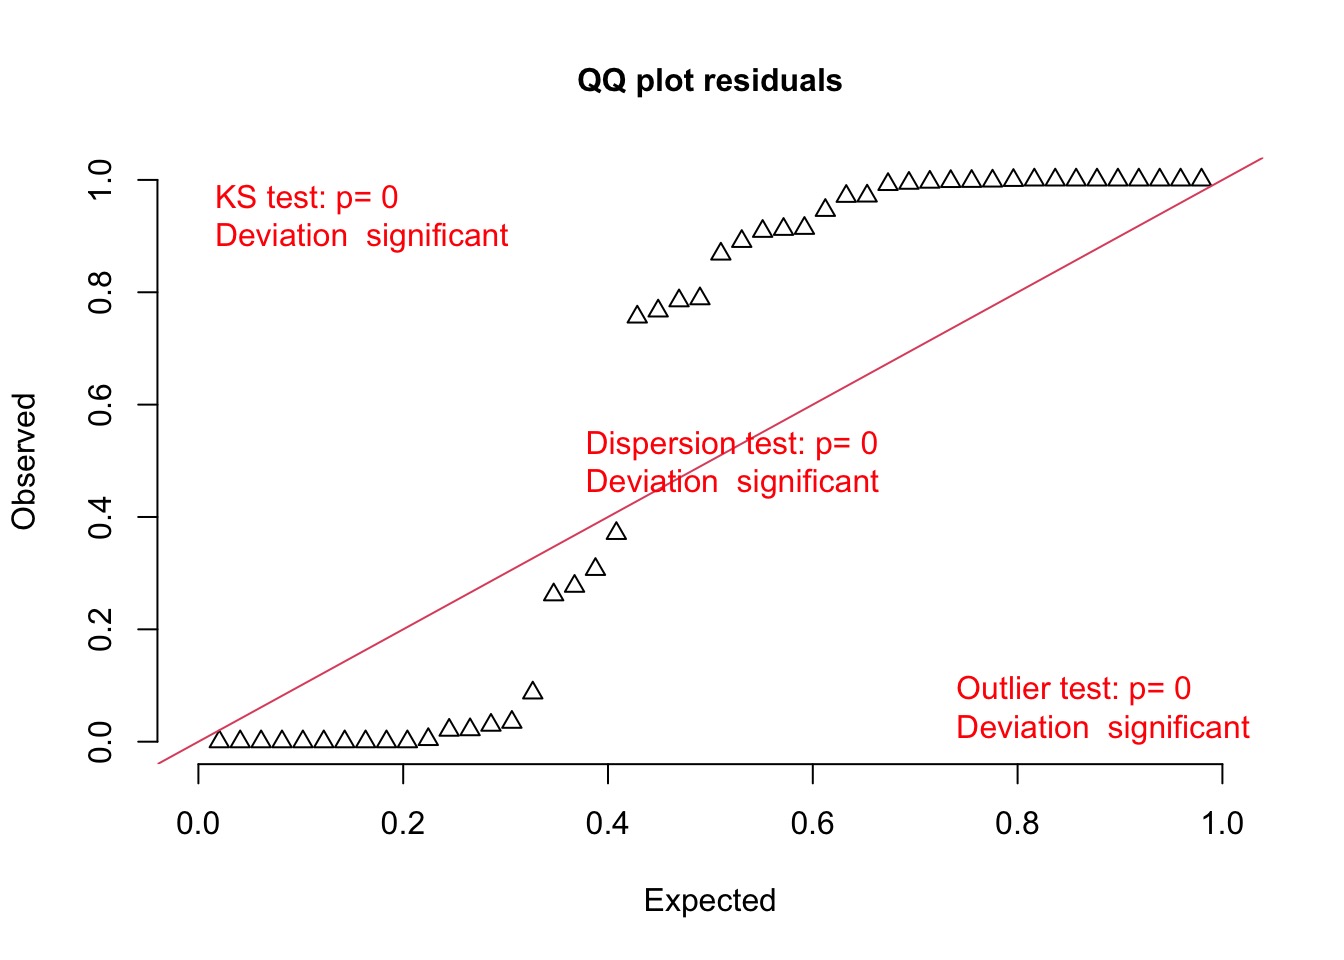 QQ plot residuals
KS test: p= 0
Deviation  significant
Dispersion test: p= 0
Deviation  significant
Outlier test: p= 0
Deviation  significant
Observed
1.0
0.8
0.6
0.4
0.2
0.0
0.0 0.2 0.4 0.6 0.8 1.0
Expected